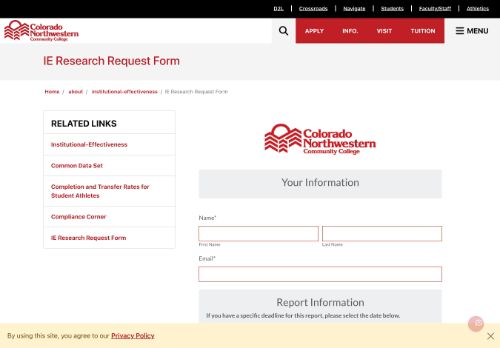 D2L | Crossroads | Navigate | Students | Faculty/Staff | Athletics
Colorado
Northwestern
Community College
APPLY INFO. VISIT TUITION MENU
IE Research Request Form
Home / about / institutional-effectiveness / IE Research Request Form
RELATED LINKS
Institutional-Effectiveness
Common Data Set
Completion and Transfer Rates for
Student Athletes
Compliance Corner
IE Research Request Form
Colorado
Northwestern
Community College
Your Information
Name*
First Name Last Name
Email*
Report Information
If you have a specific deadline for this report, please select the date below.
By using this site, you agree to our Privacy Policy